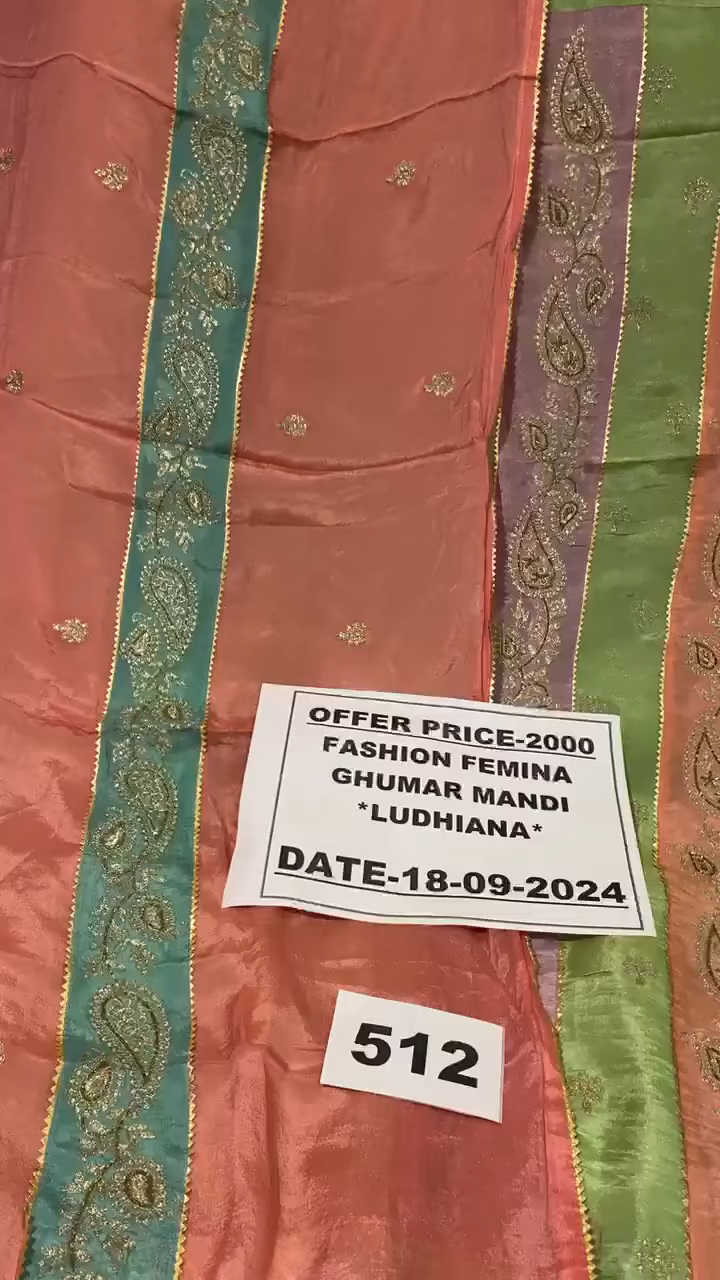 OFFER PRICE-2000
FASHION FEMINA
GHUMAR MANDI
*LUDHIANA*
DATE-18-09-2024
512